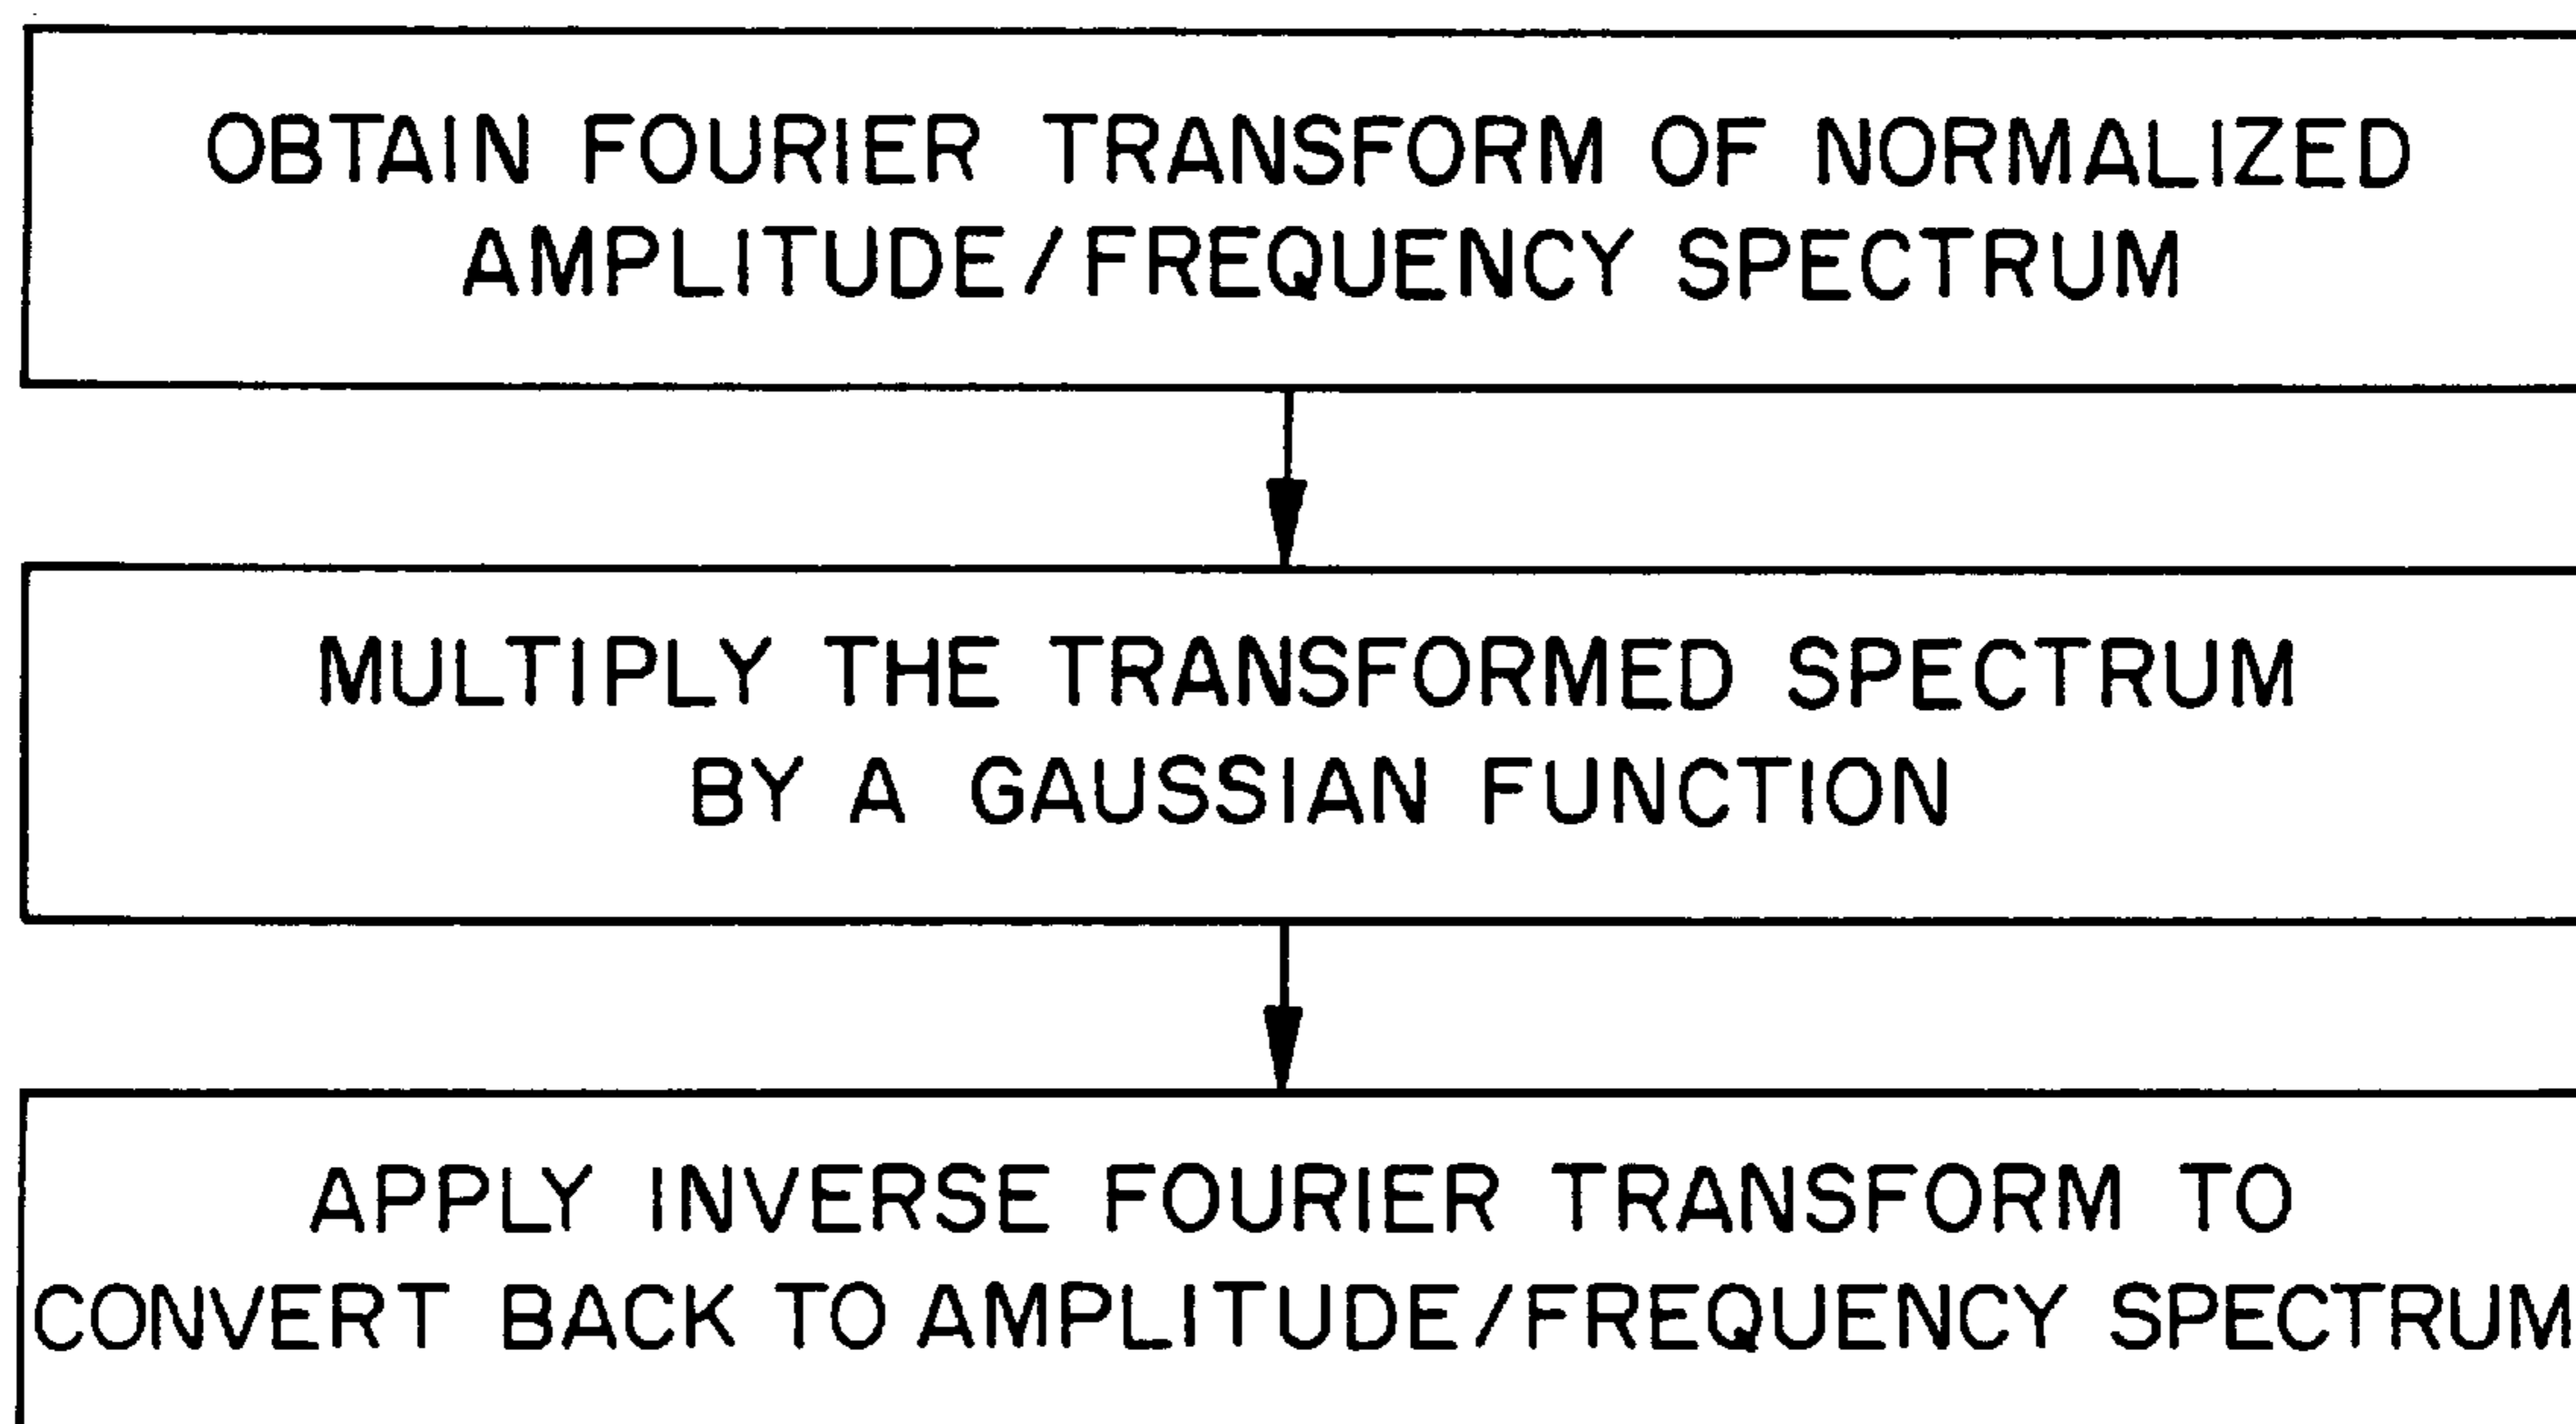 OBTAIN FOURIER TRANSFORM OF NORMALIZED
AMPLITUDE/FREQUENCY SPECTRUM
MULTIPLY THE TRANSFORMED SPECTRUM
BY A GAUSSIAN FUNCTION
APPLY INVERSE FOURIER TRANSFORM TO
CONVERT BACK TO AMPLITUDE/FREQUENCY SPECTRUM